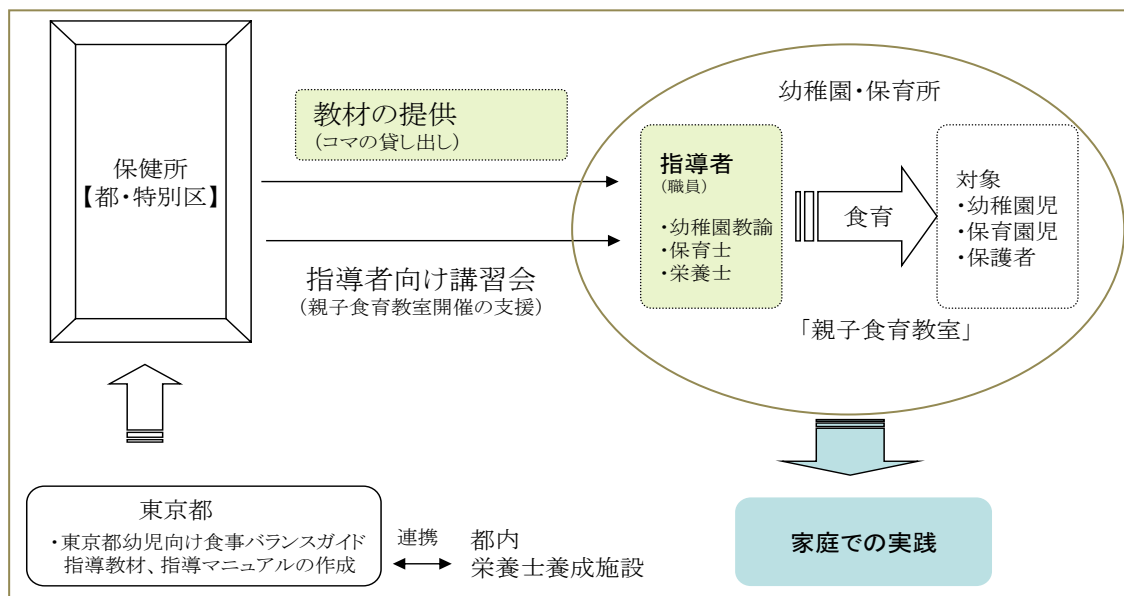 保健所
【都・特別区】
教材の提供
(コマの貸し出し)
指導者向け講習会
(親子食育教室開催の支援)
幼稚園・保育所
指導者
(職員)
・幼稚園教諭
・保育士
・栄養士
食育
対象
・幼稚園児
・保育園児
・保護者
「親子食育教室」
東京都
・東京都幼児向け食事バランスガイド
指導教材、指導マニュアルの作成
連携
都内
栄養士養成施設
家庭での実践